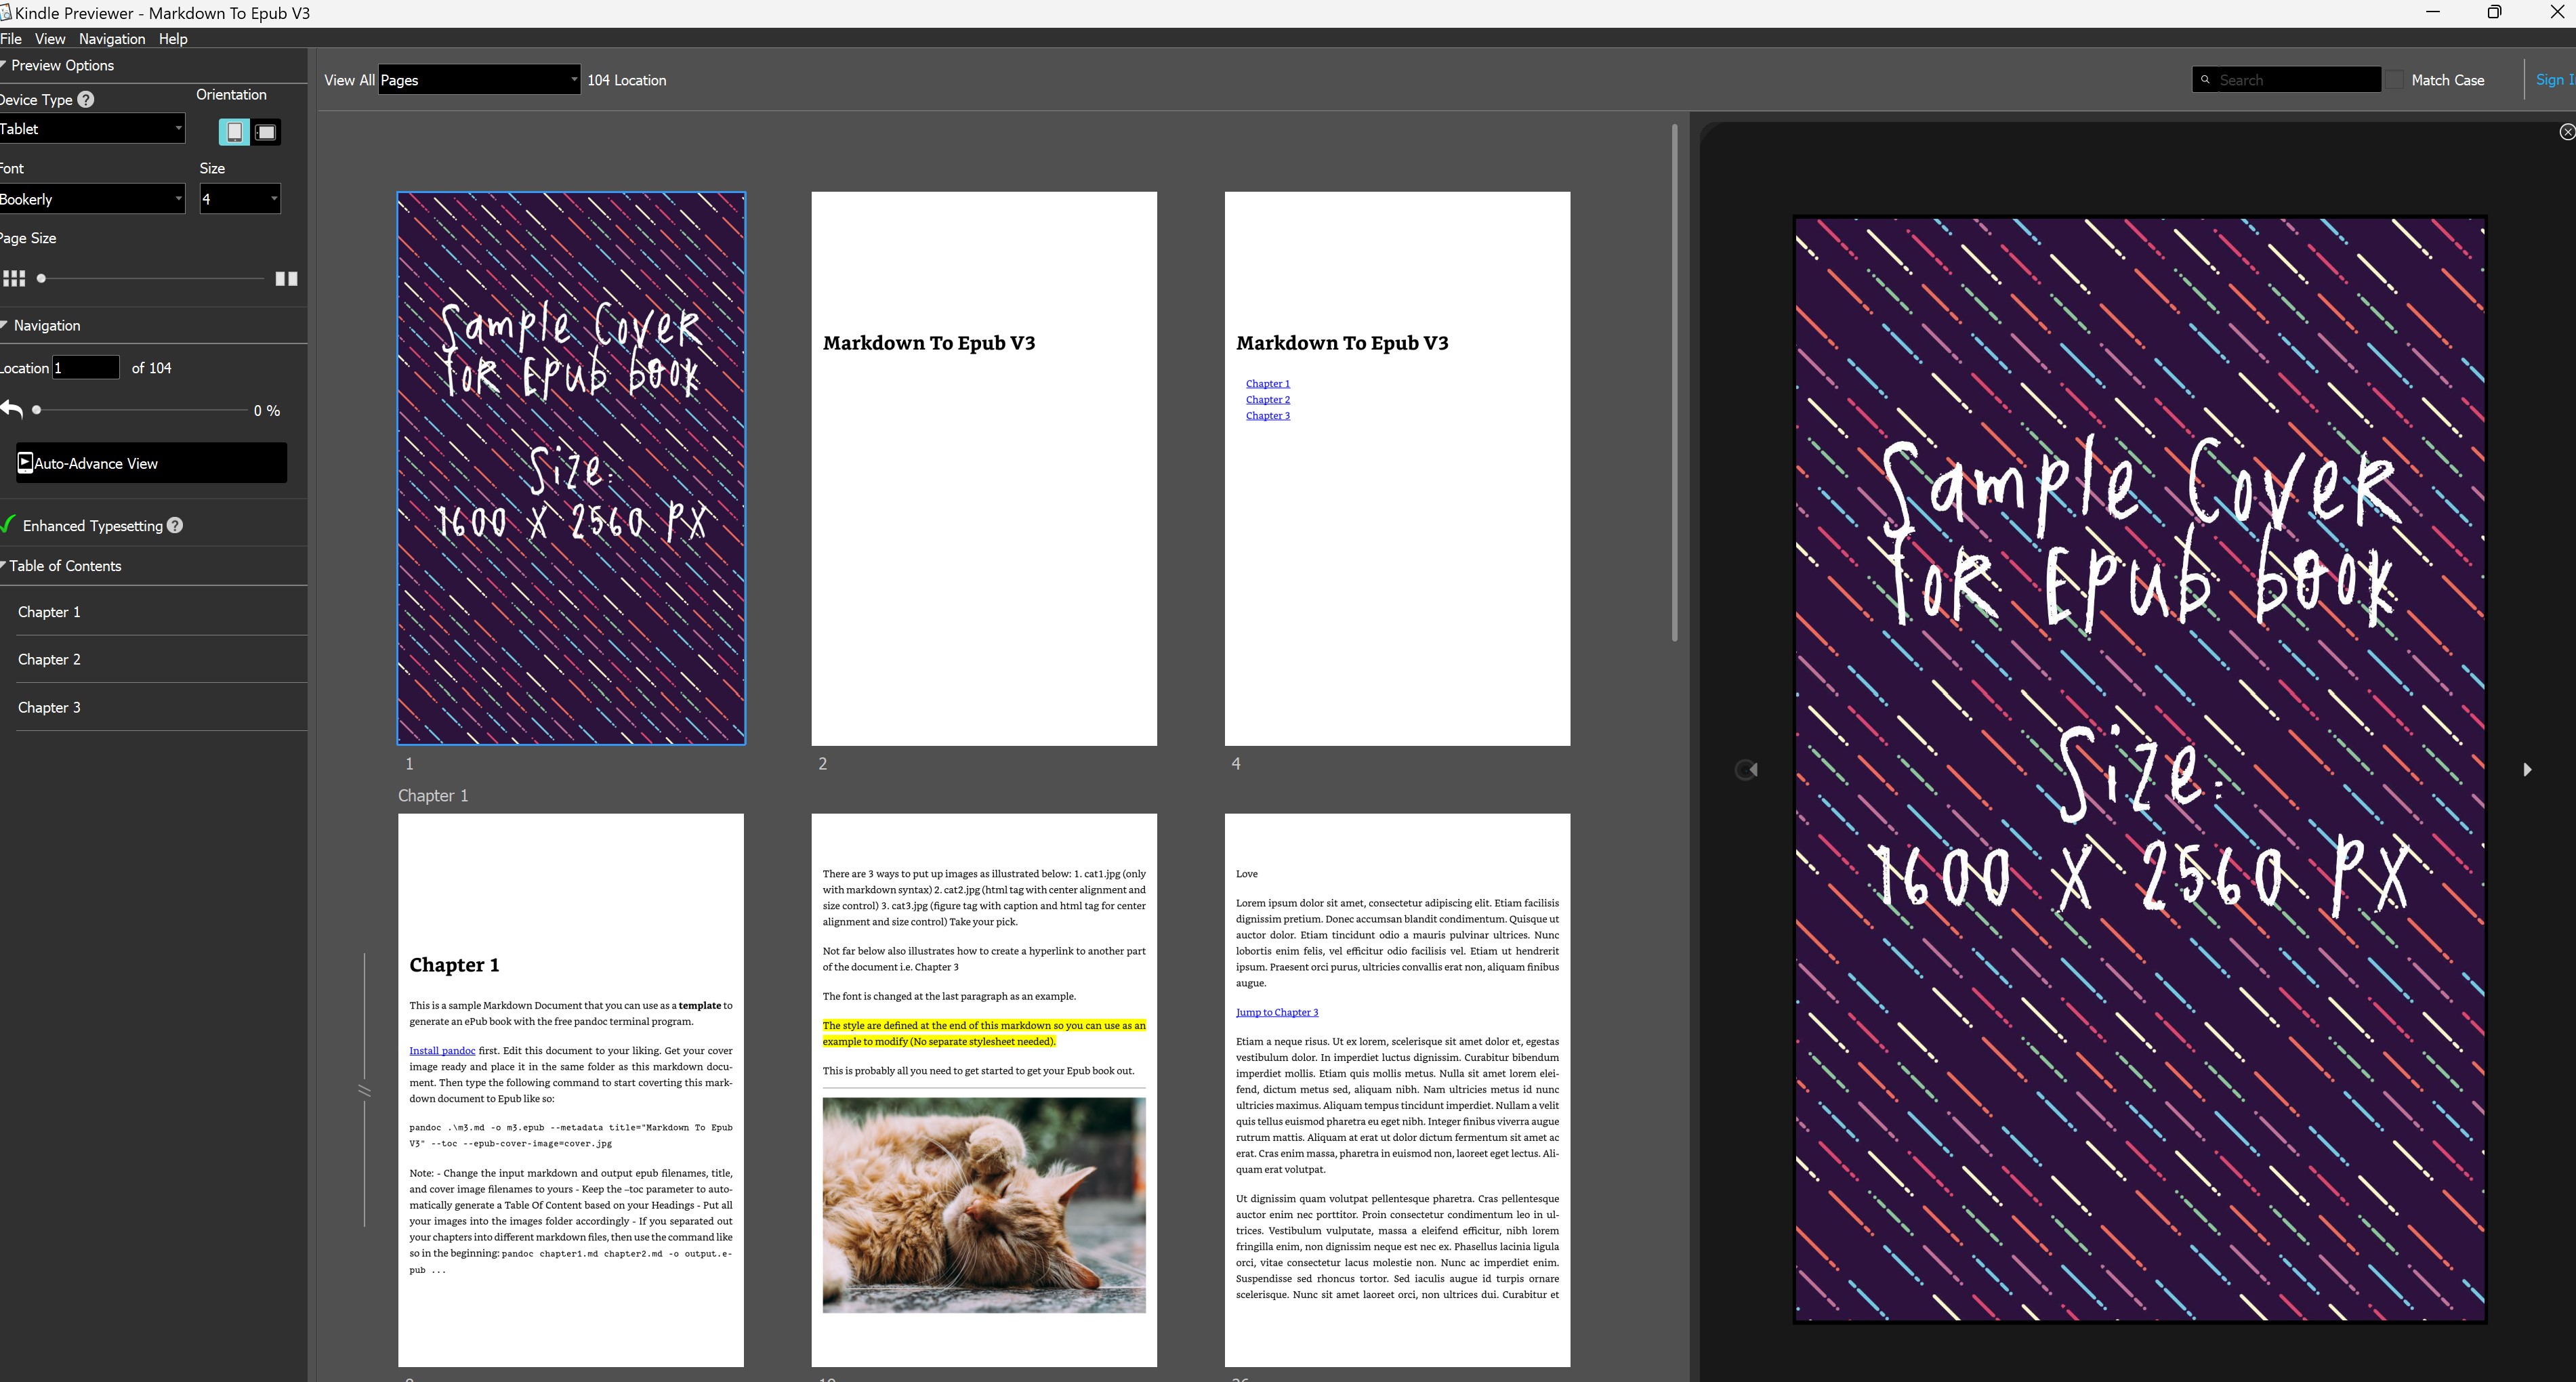 Kindle Previewer - Markdown To Epub V3
File View Navigation Help
Preview Options
Device Type ?
Orientation
Tablet
Font
Size
Bookerly
4
Page Size
Navigation
Location 1 of 104
0 %
Auto-Advance View
Enhanced Typesetting ?
Table of Contents
Chapter 1
Chapter 2
Chapter 3
View All Pages 104 Location
Search
Match Case
Sign
Sample Cover
for Epub book
Size:
1600 X 2560 PX
1
Markdown To Epub V3
2
Markdown To Epub V3
Chapter 1
Chapter 2
Chapter 3
4
Chapter 1
Chapter 1
This is a sample Markdown Document that you can use as a template to
generate an ePub book with the free pandoc terminal program.
Install pandoc first. Edit this document to your liking. Get your cover
image ready and place it in the same folder as this markdown docu-
ment. Then type the following command to start coverting this mark-
down document to Epub like so:
pandoc .\m3.md -o m3.epub --metadata title="Markdown To Epub
V3" --toc --epub-cover-image=cover.jpg
Note: - Change the input markdown and output epub filenames, title,
and cover image filenames to yours - Keep the –toc parameter to auto-
matically generate a Table Of Content based on your Headings - Put all
your images into the images folder accordingly - If you separated out
your chapters into different markdown files, then use the command like
so in the beginning: pandoc chapter1.md chapter2.md -o output.e-
pub ...
There are 3 ways to put up images as illustrated below: 1. cat1.jpg (only
with markdown syntax) 2. cat2.jpg (html tag with center alignment and
size control) 3. cat3.jpg (figure tag with caption and html tag for center
alignment and size control) Take your pick.
Not far below also illustrates how to create a hyperlink to another part
of the document i.e. Chapter 3
The font is changed at the last paragraph as an example.
The style are defined at the end of this markdown so you can use as an
example to modify (No separate stylesheet needed).
This is probably all you need to get started to get your Epub book out.
Love
Lorem ipsum dolor sit amet, consectetur adipiscing elit. Etiam facilisis
dignissim pretium. Donec accumsan blandit condimentum. Quisque ut
auctor dolor. Etiam tincidunt odio a mauris pulvinar ultrices. Nunc
lobortis enim felis, vel efficitur odio facilisis vel. Etiam ut hendrerit
ipsum. Praesent orci purus, ultricies convallis erat non, aliquam finibus
augue.
Jump to Chapter 3
Etiam a neque risus. Ut ex lorem, scelerisque sit amet dolor et, egestas
vestibulum dolor. In imperdiet luctus dignissim. Curabitur bibendum
imperdiet mollis. Etiam quis mollis metus. Nulla sit amet lorem elei-
fend, dictum metus sed, aliquam nibh. Nam ultricies metus id nunc
ultricies maximus. Aliquam tempus tincidunt imperdiet. Nullam a velit
quis tellus euismod pharetra eu eget nibh. Integer finibus viverra augue
rutrum mattis. Aliquam at erat ut dolor dictum fermentum sit amet ac
erat. Cras enim massa, pharetra in euismod non, laoreet eget lectus. Ali-
quam erat volutpat.
Ut dignissim quam volutpat pellentesque pharetra. Cras pellentesque
auctor enim nec porttitor. Proin consectetur condimentum leo in ul-
trices. Vestibulum vulputate, massa a eleifend efficitur, nibh lorem
fringilla enim, non dignissim neque est nec ex. Phasellus lacinia ligula
orci, vitae consectetur lacus molestie non. Nunc ac imperdiet enim.
Suspendisse sed rhoncus tortor. Sed iaculis augue id turpis ornare
scelerisque. Nunc sit amet laoreet orci, non ultrices dui. Curabitur et
Sample Cover
for Epub book
Size:
1600 X 2560 PX